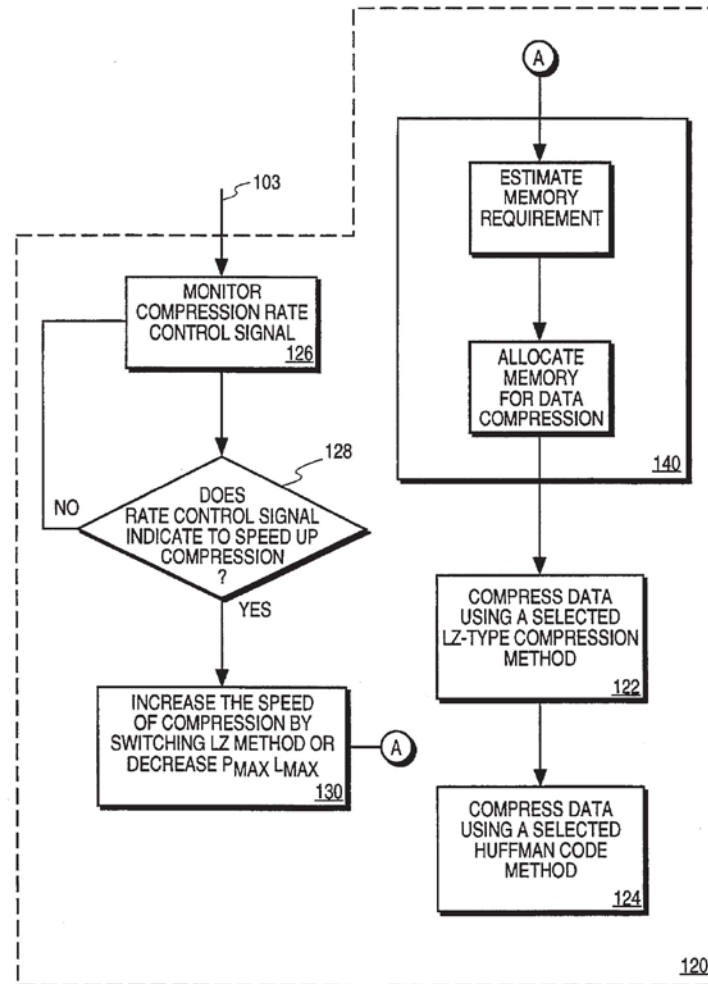 103
MONITOR
COMPRESSION RATE
CONTROL SIGNAL
126
128
DOES
RATE CONTROL SIGNAL
INDICATE TO SPEED UP
COMPRESSION
?
NO
YES
INCREASE THE SPEED
OF COMPRESSION BY
SWITCHING LZ METHOD OR
DECREASE PMAX LMAX
130
A
A
ESTIMATE
MEMORY
REQUIREMENT
ALLOCATE
MEMORY
FOR DATA
COMPRESSION
140
COMPRESS DATA
USING A SELECTED
LZ-TYPE COMPRESSION
METHOD
122
COMPRESS DATA
USING A SELECTED
HUFFMAN CODE
METHOD
124
120